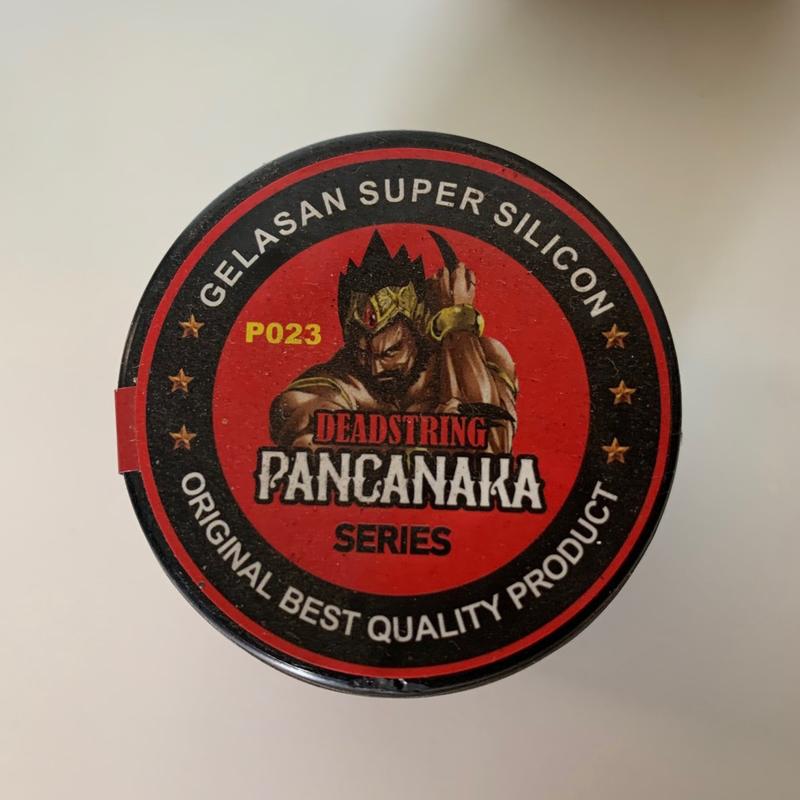 GELASAN SUPER SILICON
P023
DEADSTRING
PANCANAKA
SERIES
ORIGINAL BEST QUALITY PRODUCT